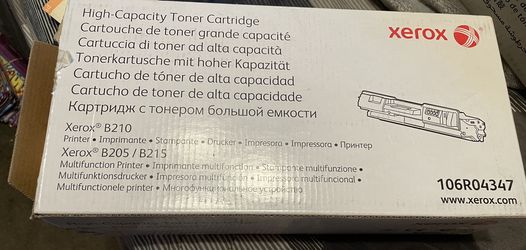 High-Capacity Toner Cartridge
Cartouche de toner grande capacité
Cartuccia di toner ad alta capacità
Tonerkartusche mit hoher Kapazität
Cartucho de tóner de alta capacidad
Cartucho de toner de alta capacidade
Картридж с тонером большой емкости
xerox
Xerox® B210
Printer • Imprimante • Stampante • Drucker • Impresora • Impressora • Принтер
Xerox® B205 / B215
Multifunction Printer • Imprimante multifonction • Stampante multifunzione •
Multifunktionsdrucker • Impresora multifunción • Impressora multifuncional •
Multifunctionele printer • Многофункциональное устройство
106R04347
www.xerox.com